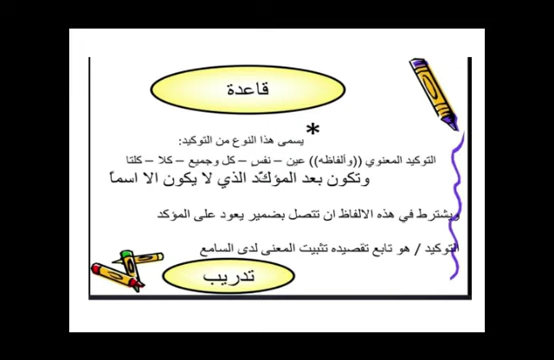 قاعدة
* يسمى هذا النوع من التوكيد:
التوكيد المعنوي ((وألفاظه)) عين – نفس – كل وجميع – كلا – كلتا
وتكون بعد المؤكّد الذي لا يكون الا اسماً
ويشترط في هذه الالفاظ ان تتصل بضمير يعود على المؤكد
التوكيد / هو تابع تقصيده تثبيت المعنى لدى السامع
تدريب